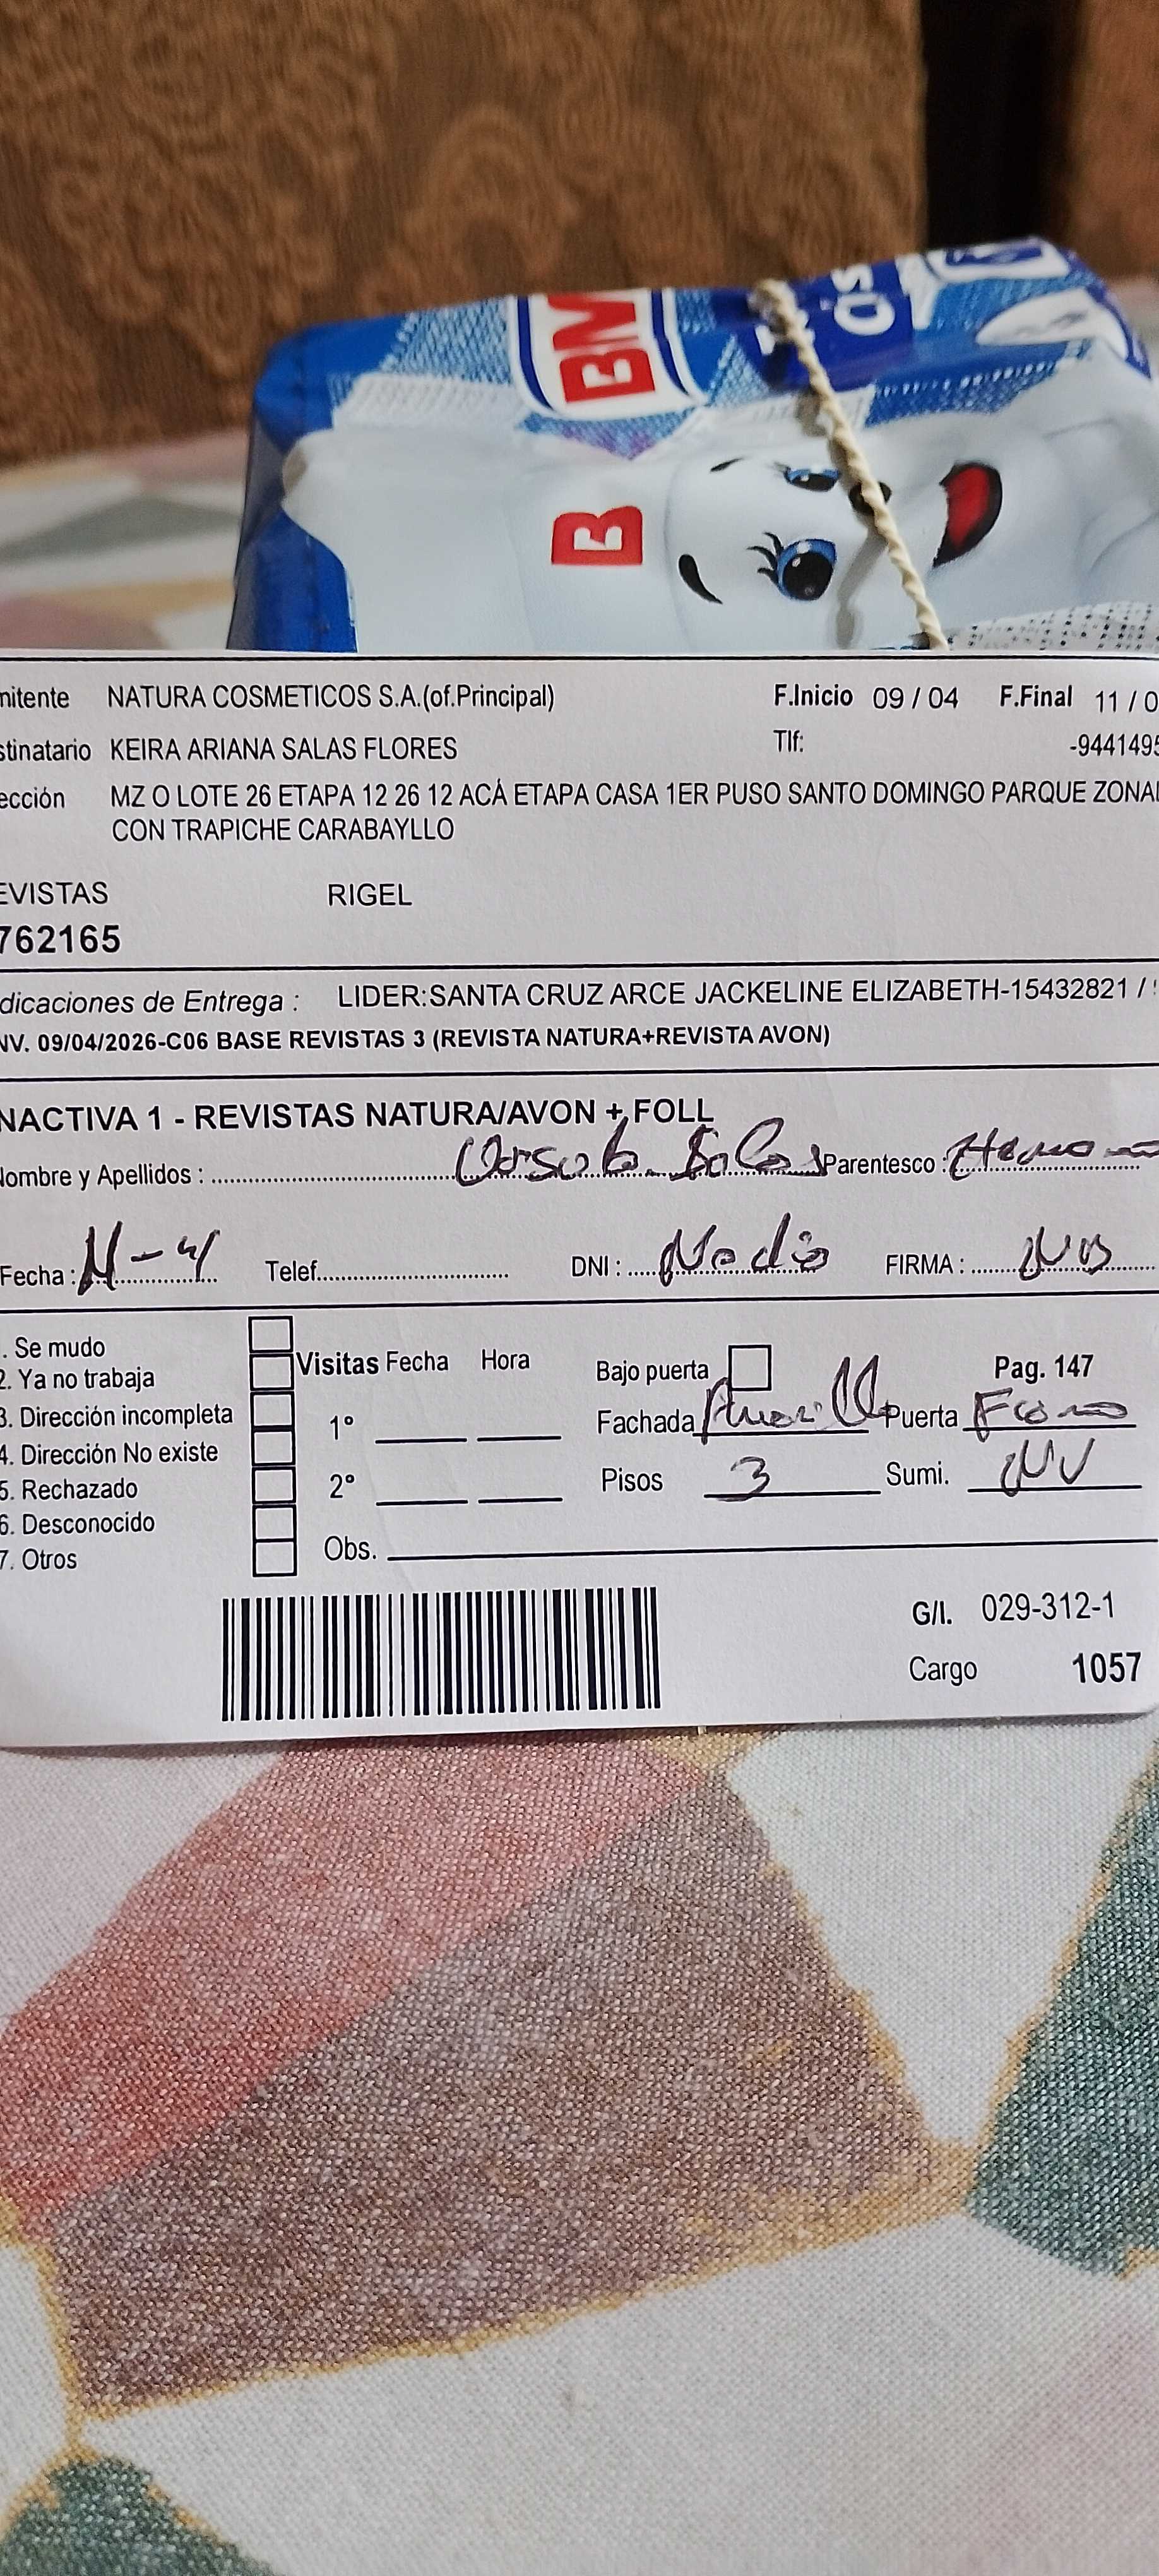 BM
B
mitente NATURA COSMETICOS S.A.(of.Principal) F.Inicio 09 / 04 F.Final 11 / 0
stinatario KEIRA ARIANA SALAS FLORES Tlf: -9441495
ección MZ O LOTE 26 ETAPA 12 26 12 ACÁ ETAPA CASA 1ER PUSO SANTO DOMINGO PARQUE ZONAL
CON TRAPICHE CARABAYLLO
EVISTAS RIGEL
762165
dicaciones de Entrega : LIDER:SANTA CRUZ ARCE JACKELINE ELIZABETH-15432821 /
NV. 09/04/2026-C06 BASE REVISTAS 3 (REVISTA NATURA+REVISTA AVON)
NACTIVA 1 - REVISTAS NATURA/AVON + FOLL
Nombre y Apellidos : Salas Parentesco :
Fecha : Telef. DNI : FIRMA :
. Se mudo
2. Ya no trabaja Visitas Fecha Hora Bajo puerta Pag. 147
3. Dirección incompleta 1° Fachada Puerta
4. Dirección No existe
5. Rechazado 2° Pisos 3 Sumi.
6. Desconocido
7. Otros Obs.
G/I. 029-312-1
Cargo 1057